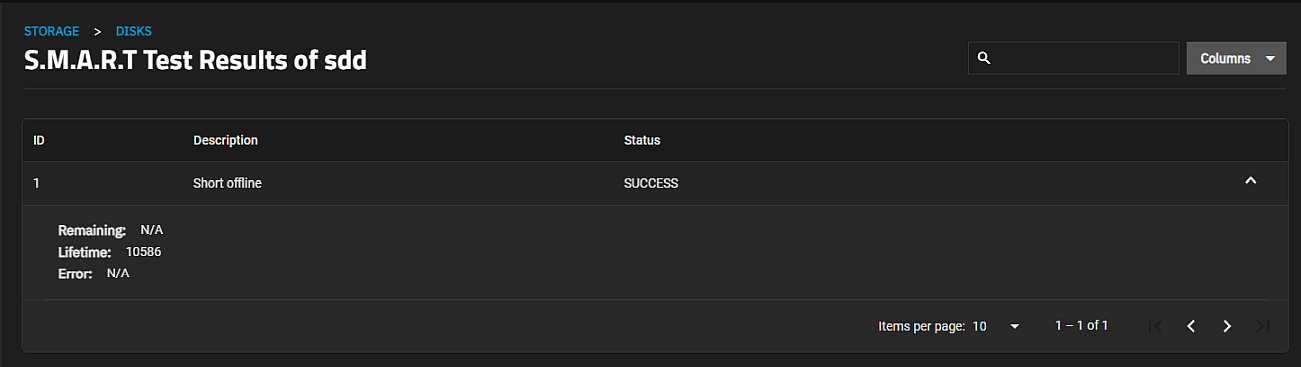 STORAGE > DISKS
S.M.A.R.T Test Results of sdd
Columns
ID Description Status
1 Short offline SUCCESS
Remaining: N/A
Lifetime: 10586
Error: N/A
Items per page: 10 1 – 1 of 1